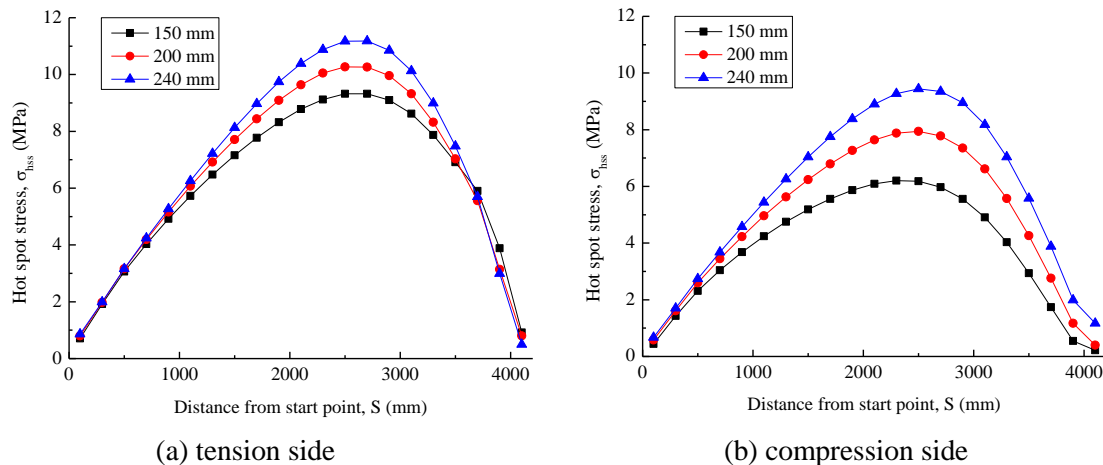 12
10
8
6
4
2
0
150 mm
200 mm
240 mm
Hot spot stress, σhss (MPa)
0 1000 2000 3000 4000
Distance from start point, S (mm)
(a) tension side
12
10
8
6
4
2
0
150 mm
200 mm
240 mm
Hot spot stress, σhss (MPa)
0 1000 2000 3000 4000
Distance from start point, S (mm)
(b) compression side